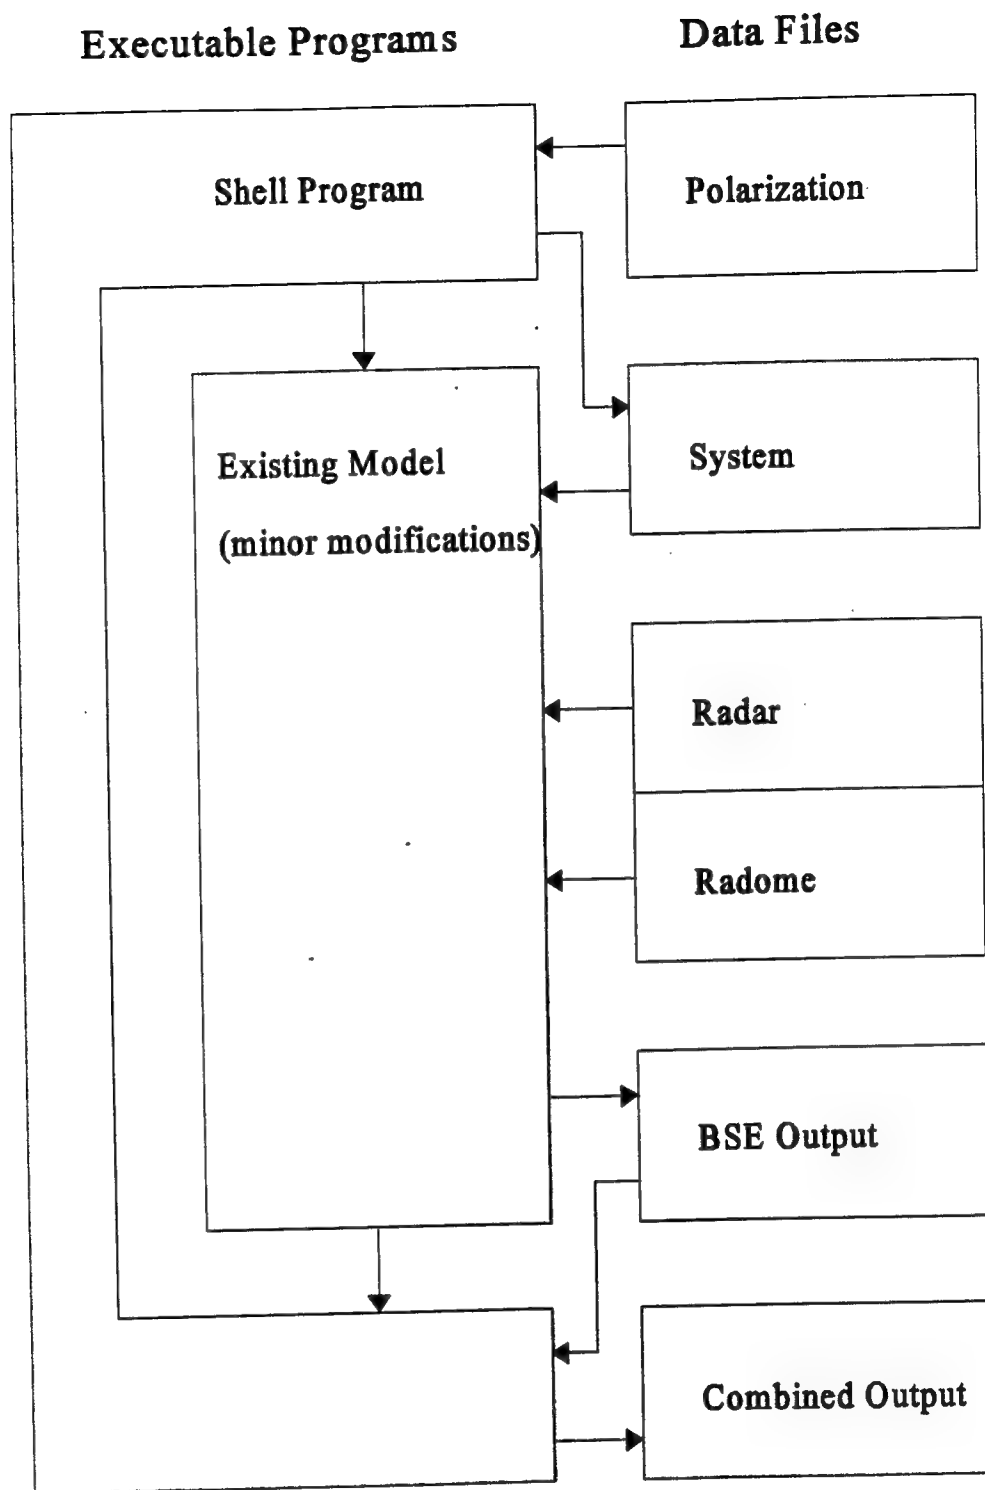 Executable Programs
Data Files
Shell Program
Polarization
Existing Model
(minor modifications)
System
Radar
Radome
BSE Output
Combined Output